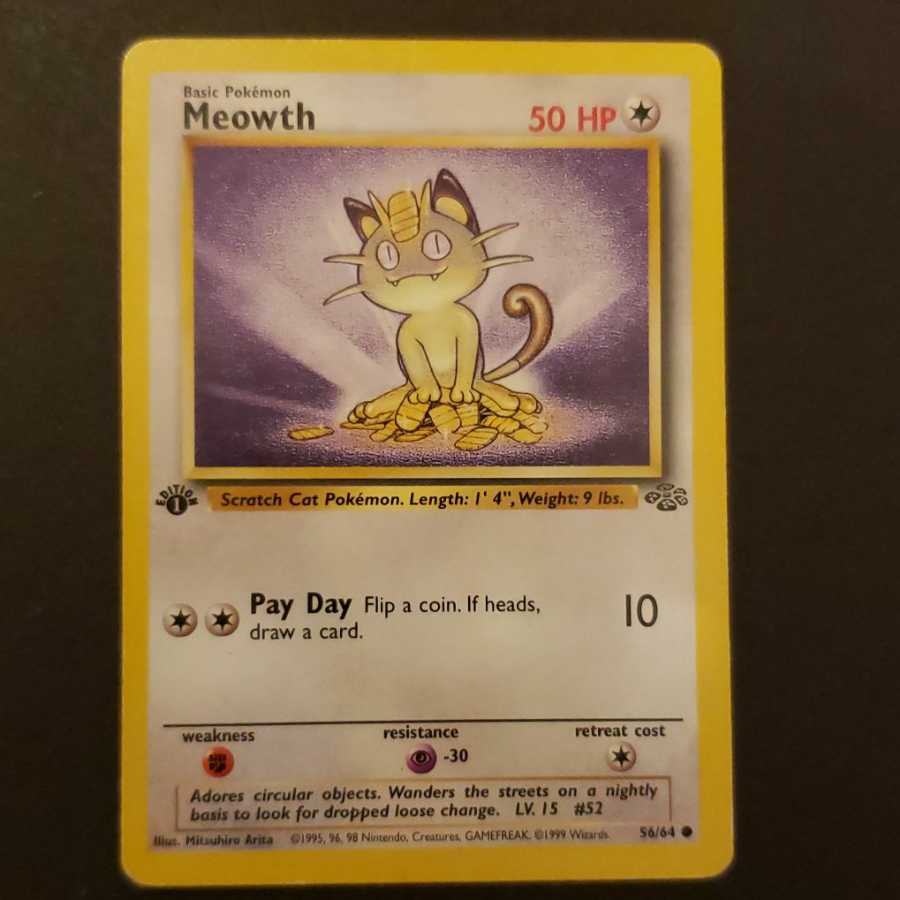 Basic Pokémon
Meowth
50 HP
EDITION
1
Scratch Cat Pokémon. Length: 1' 4", Weight: 9 lbs.
Pay Day Flip a coin. If heads,
draw a card.
10
weakness
resistance
retreat cost
-30
Adores circular objects. Wanders the streets on a nightly
basis to look for dropped loose change. LV. 15 #52
Illus. Mitsuhiro Arita ©1995, 96, 98 Nintendo, Creatures, GAMEFREAK. ©1999 Wizards. 56/64